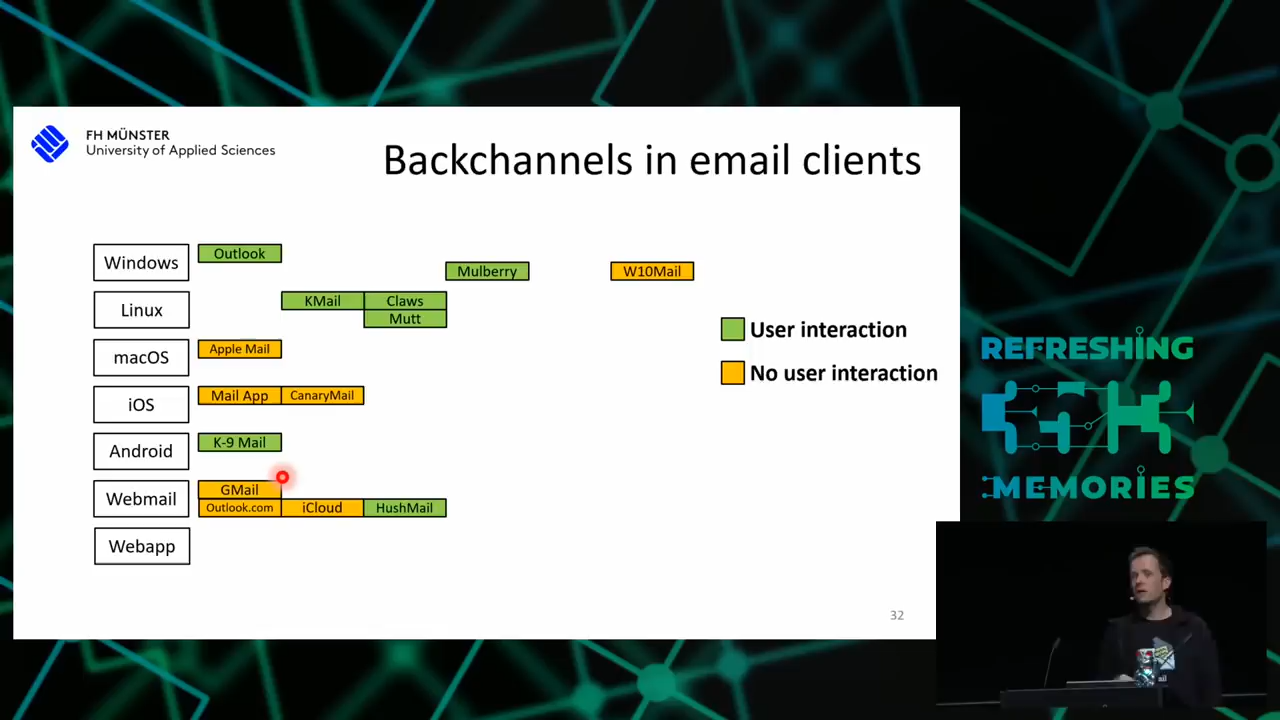 FH MÜNSTER
University of Applied Sciences
Backchannels in email clients
Windows
Outlook
Mulberry
W10Mail
Linux
KMail
Claws
Mutt
macOS
Apple Mail
iOS
Mail App
CanaryMail
Android
K-9 Mail
Webmail
GMail
Outlook.com
iCloud
HushMail
Webapp
User interaction
No user interaction
32
REFRESHING
MEMORIES